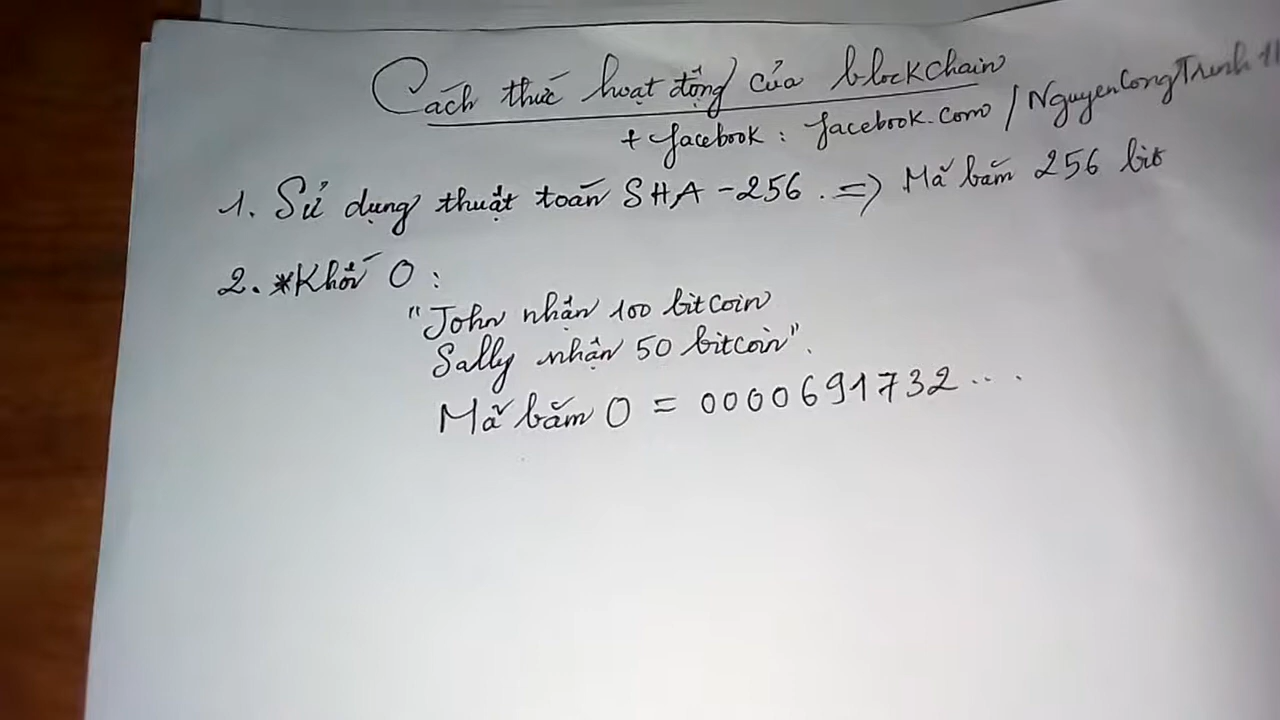 Cách thức hoạt động của blockchain
+ facebook: facebook.com/NguyenCongTrinh
1. Sử dụng thuật toán SHA-256. => Mã băm 256 bit
2. *Khối 0:
"John nhận 100 bitcoin
Sally nhận 50 bitcoin".
Mã băm 0 = 0000691732.....